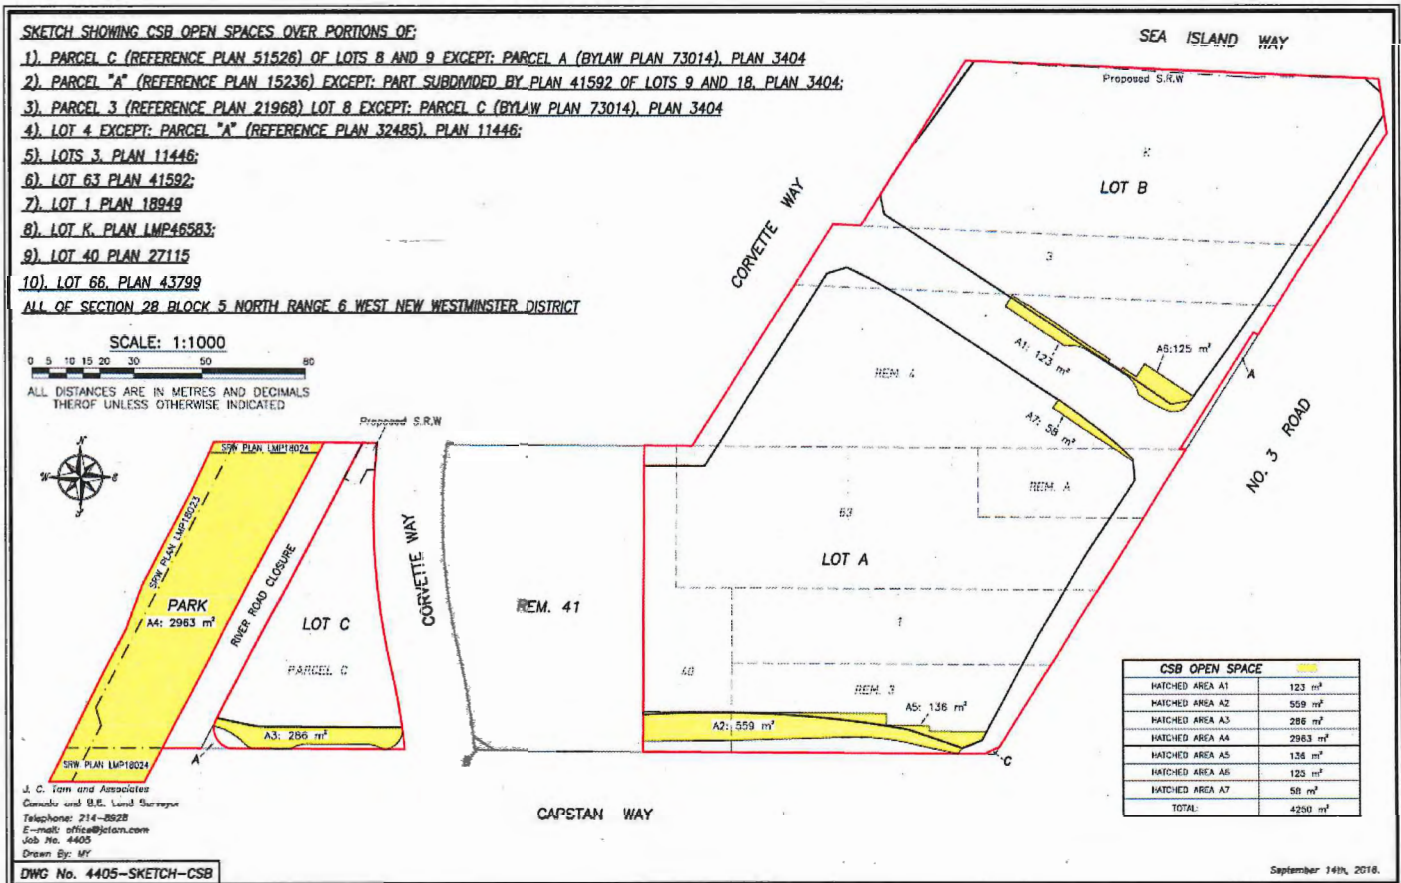 SKETCH SHOWING CSB OPEN SPACES OVER PORTIONS OF:
1). PARCEL C (REFERENCE PLAN 51526) OF LOTS 8 AND 9 EXCEPT: PARCEL A (BYLAW PLAN 73014), PLAN 3404
2). PARCEL "A" (REFERENCE PLAN 15236) EXCEPT: PART SUBDIVIDED BY PLAN 41592 OF LOTS 9 AND 18, PLAN 3404;
3). PARCEL 3 (REFERENCE PLAN 21968) LOT 8 EXCEPT: PARCEL C (BYLAW PLAN 73014), PLAN 3404
4). LOT 4 EXCEPT: PARCEL "A" (REFERENCE PLAN 32485), PLAN 11446;
5). LOTS 3, PLAN 11446;
6). LOT 63 PLAN 41592;
7). LOT 1 PLAN 18949
8). LOT K, PLAN LMP46583;
9). LOT 40 PLAN 27115
10). LOT 66, PLAN 43799
ALL OF SECTION 28 BLOCK 5 NORTH RANGE 6 WEST NEW WESTMINSTER DISTRICT
SCALE: 1:1000
0 5 10 15 20 30 50 80
ALL DISTANCES ARE IN METRES AND DECIMALS
THEROF UNLESS OTHERWISE INDICATED
SEA ISLAND WAY
Proposed S.R.W
K
LOT B
CORVETTE WAY
3
A1: 123 m²
A6:125 m²
A
REM. 4
A7: 58 m²
NO. 3 ROAD
Proposed S.R.W
SRW PLAN LMP18024
N
W
SRW PLAN LMP18023
REM. A
63
CORVETTE WAY
RIVER ROAD CLOSURE
LOT A
PARK
A4: 2963 m²
LOT C
REM. 41
1
PARCEL C
40
REM. 3
A5: 136 m²
A2: 559 m²
A3: 286 m²
A
C
SRW PLAN LMP18024
CAPSTAN WAY
CSB OPEN SPACE
HATCHED AREA A1 123 m²
HATCHED AREA A2 559 m²
HATCHED AREA A3 286 m²
HATCHED AREA A4 2963 m²
HATCHED AREA A5 136 m²
HATCHED AREA A6 125 m²
HATCHED AREA A7 58 m²
TOTAL: 4250 m²
J. C. Tam and Associates
Canada and B.C. Land Surveyor
Telephone: 214-8928
E-mail: office@jctam.com
Job No. 4405
Drawn By: MY
DWG No. 4405-SKETCH-CSB
September 14th, 2016.